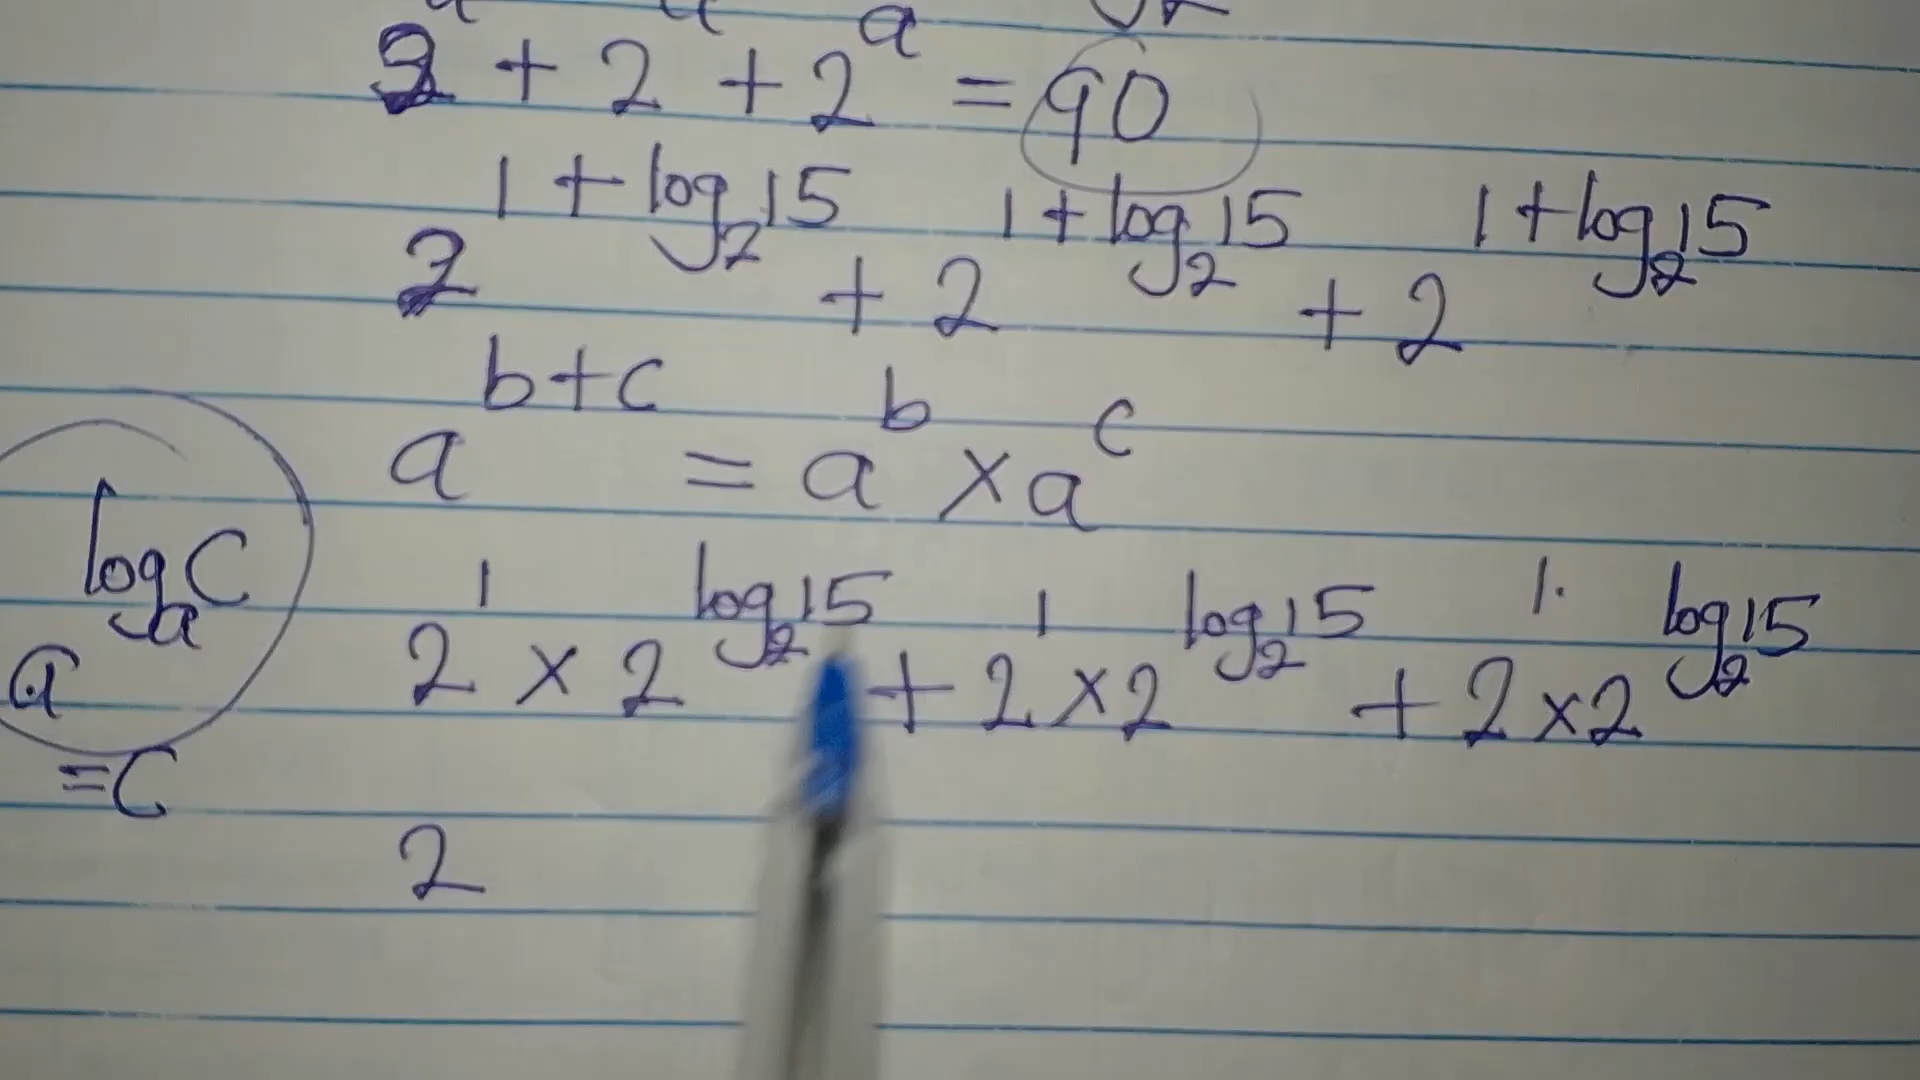 2 + 2 + 2^a = 90
2^(1 + log_2 15) + 2^(1 + log_2 15) + 2^(1 + log_2 15)
a^(b+c) = a^b × a^c
a^(log_a C)
= C
2^1 × 2^(log_2 15) + 2^1 × 2^(log_2 15) + 2^1 × 2^(log_2 15)
2